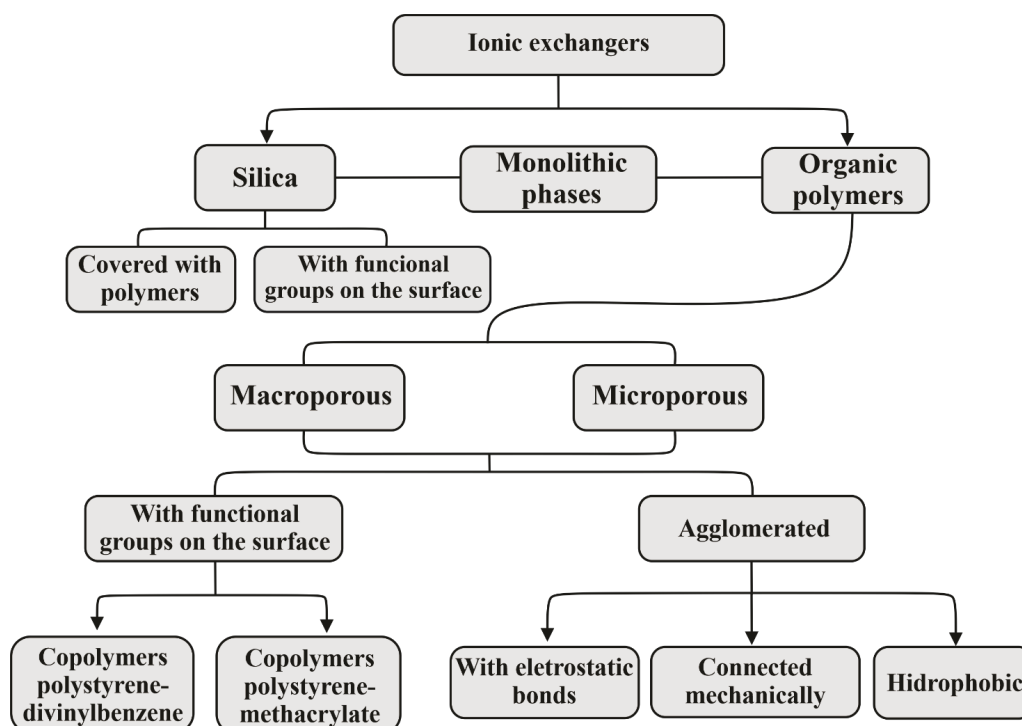 Ionic exchangers
Silica
Monolithic
phases
Organic
polymers
Covered with
polymers
With funcional
groups on the surface
Macroporous
Microporous
With functional
groups on the surface
Agglomerated
Copolymers
polystyrene-
divinylbenzene
Copolymers
polystyrene-
methacrylate
With eletrostatic
bonds
Connected
mechanically
Hidrophobic